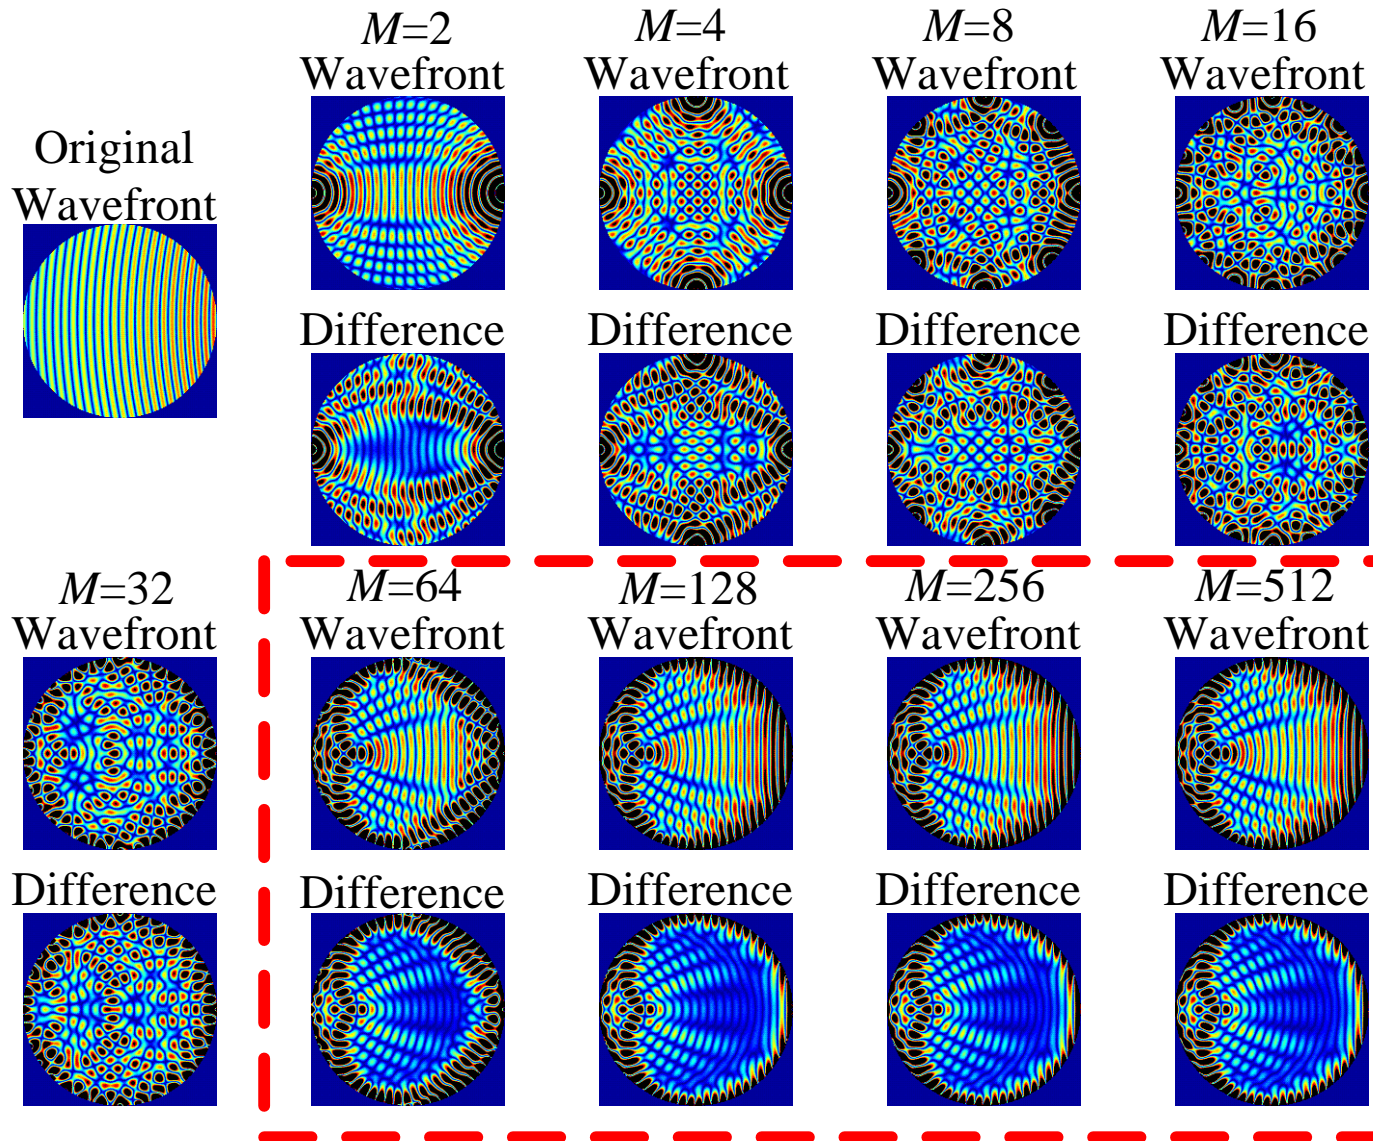 Original
Wavefront
M=2
Wavefront
Difference
M=4
Wavefront
Difference
M=8
Wavefront
Difference
M=16
Wavefront
Difference
M=32
Wavefront
Difference
M=64
Wavefront
Difference
M=128
Wavefront
Difference
M=256
Wavefront
Difference
M=512
Wavefront
Difference